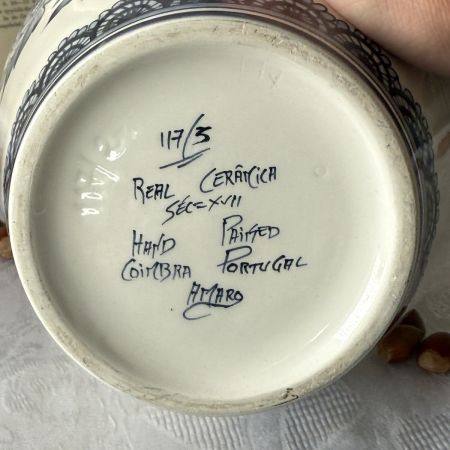 117/3
REAL CERÂMICA
SÉC=XVII
HAND PAINTED
COIMBRA PORTUGAL
AMARO